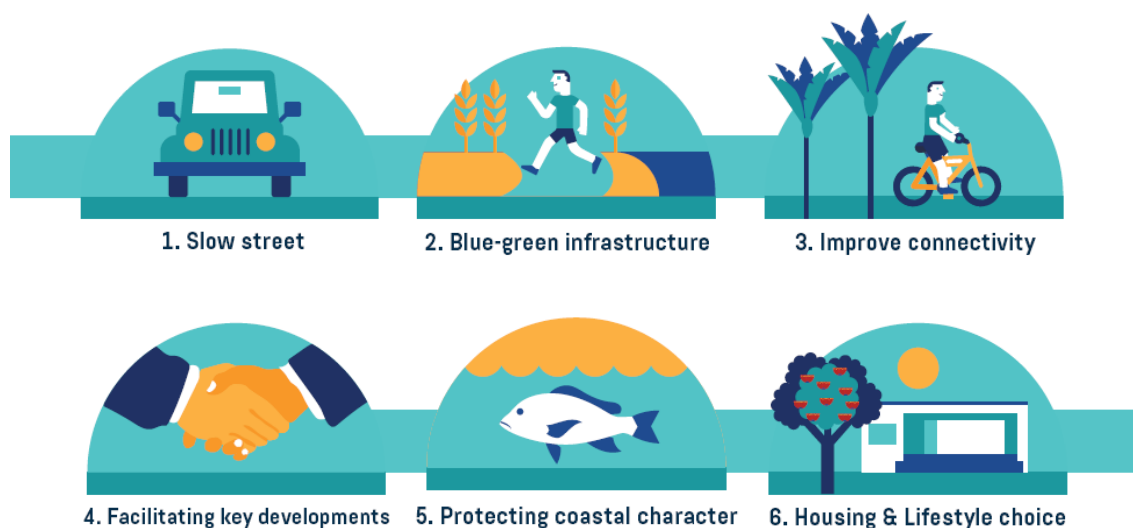 1. Slow street
2. Blue-green infrastructure
3. Improve connectivity
4. Facilitating key developments
5. Protecting coastal character
6. Housing & Lifestyle choice